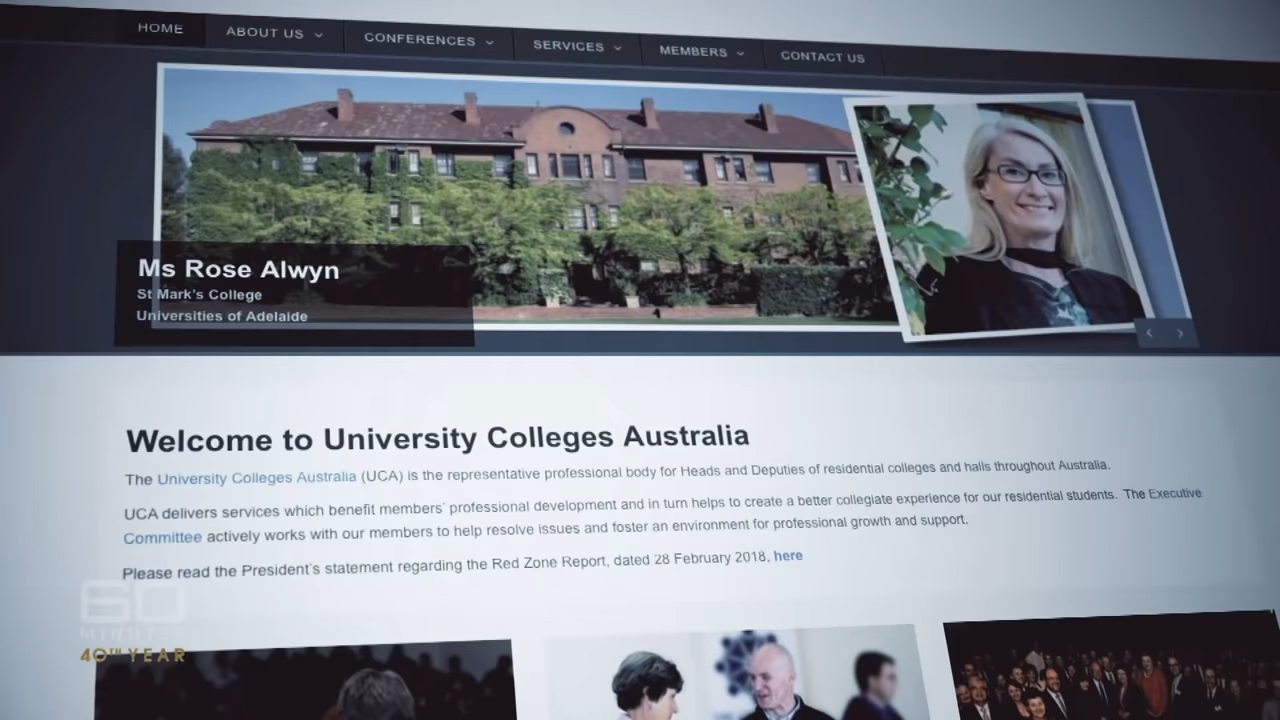 HOME
ABOUT US
CONFERENCES
SERVICES
MEMBERS
CONTACT US
Ms Rose Alwyn
St Mark's College
Universities of Adelaide
Welcome to University Colleges Australia
The University Colleges Australia (UCA) is the representative professional body for Heads and Deputies of residential colleges and halls throughout Australia.
UCA delivers services which benefit members' professional development and in turn helps to create a better collegiate experience for our residential students. The Executive
Committee actively works with our members to help resolve issues and foster an environment for professional growth and support.
Please read the President's statement regarding the Red Zone Report, dated 28 February 2018, here
60
MINUTES
40TH YEAR